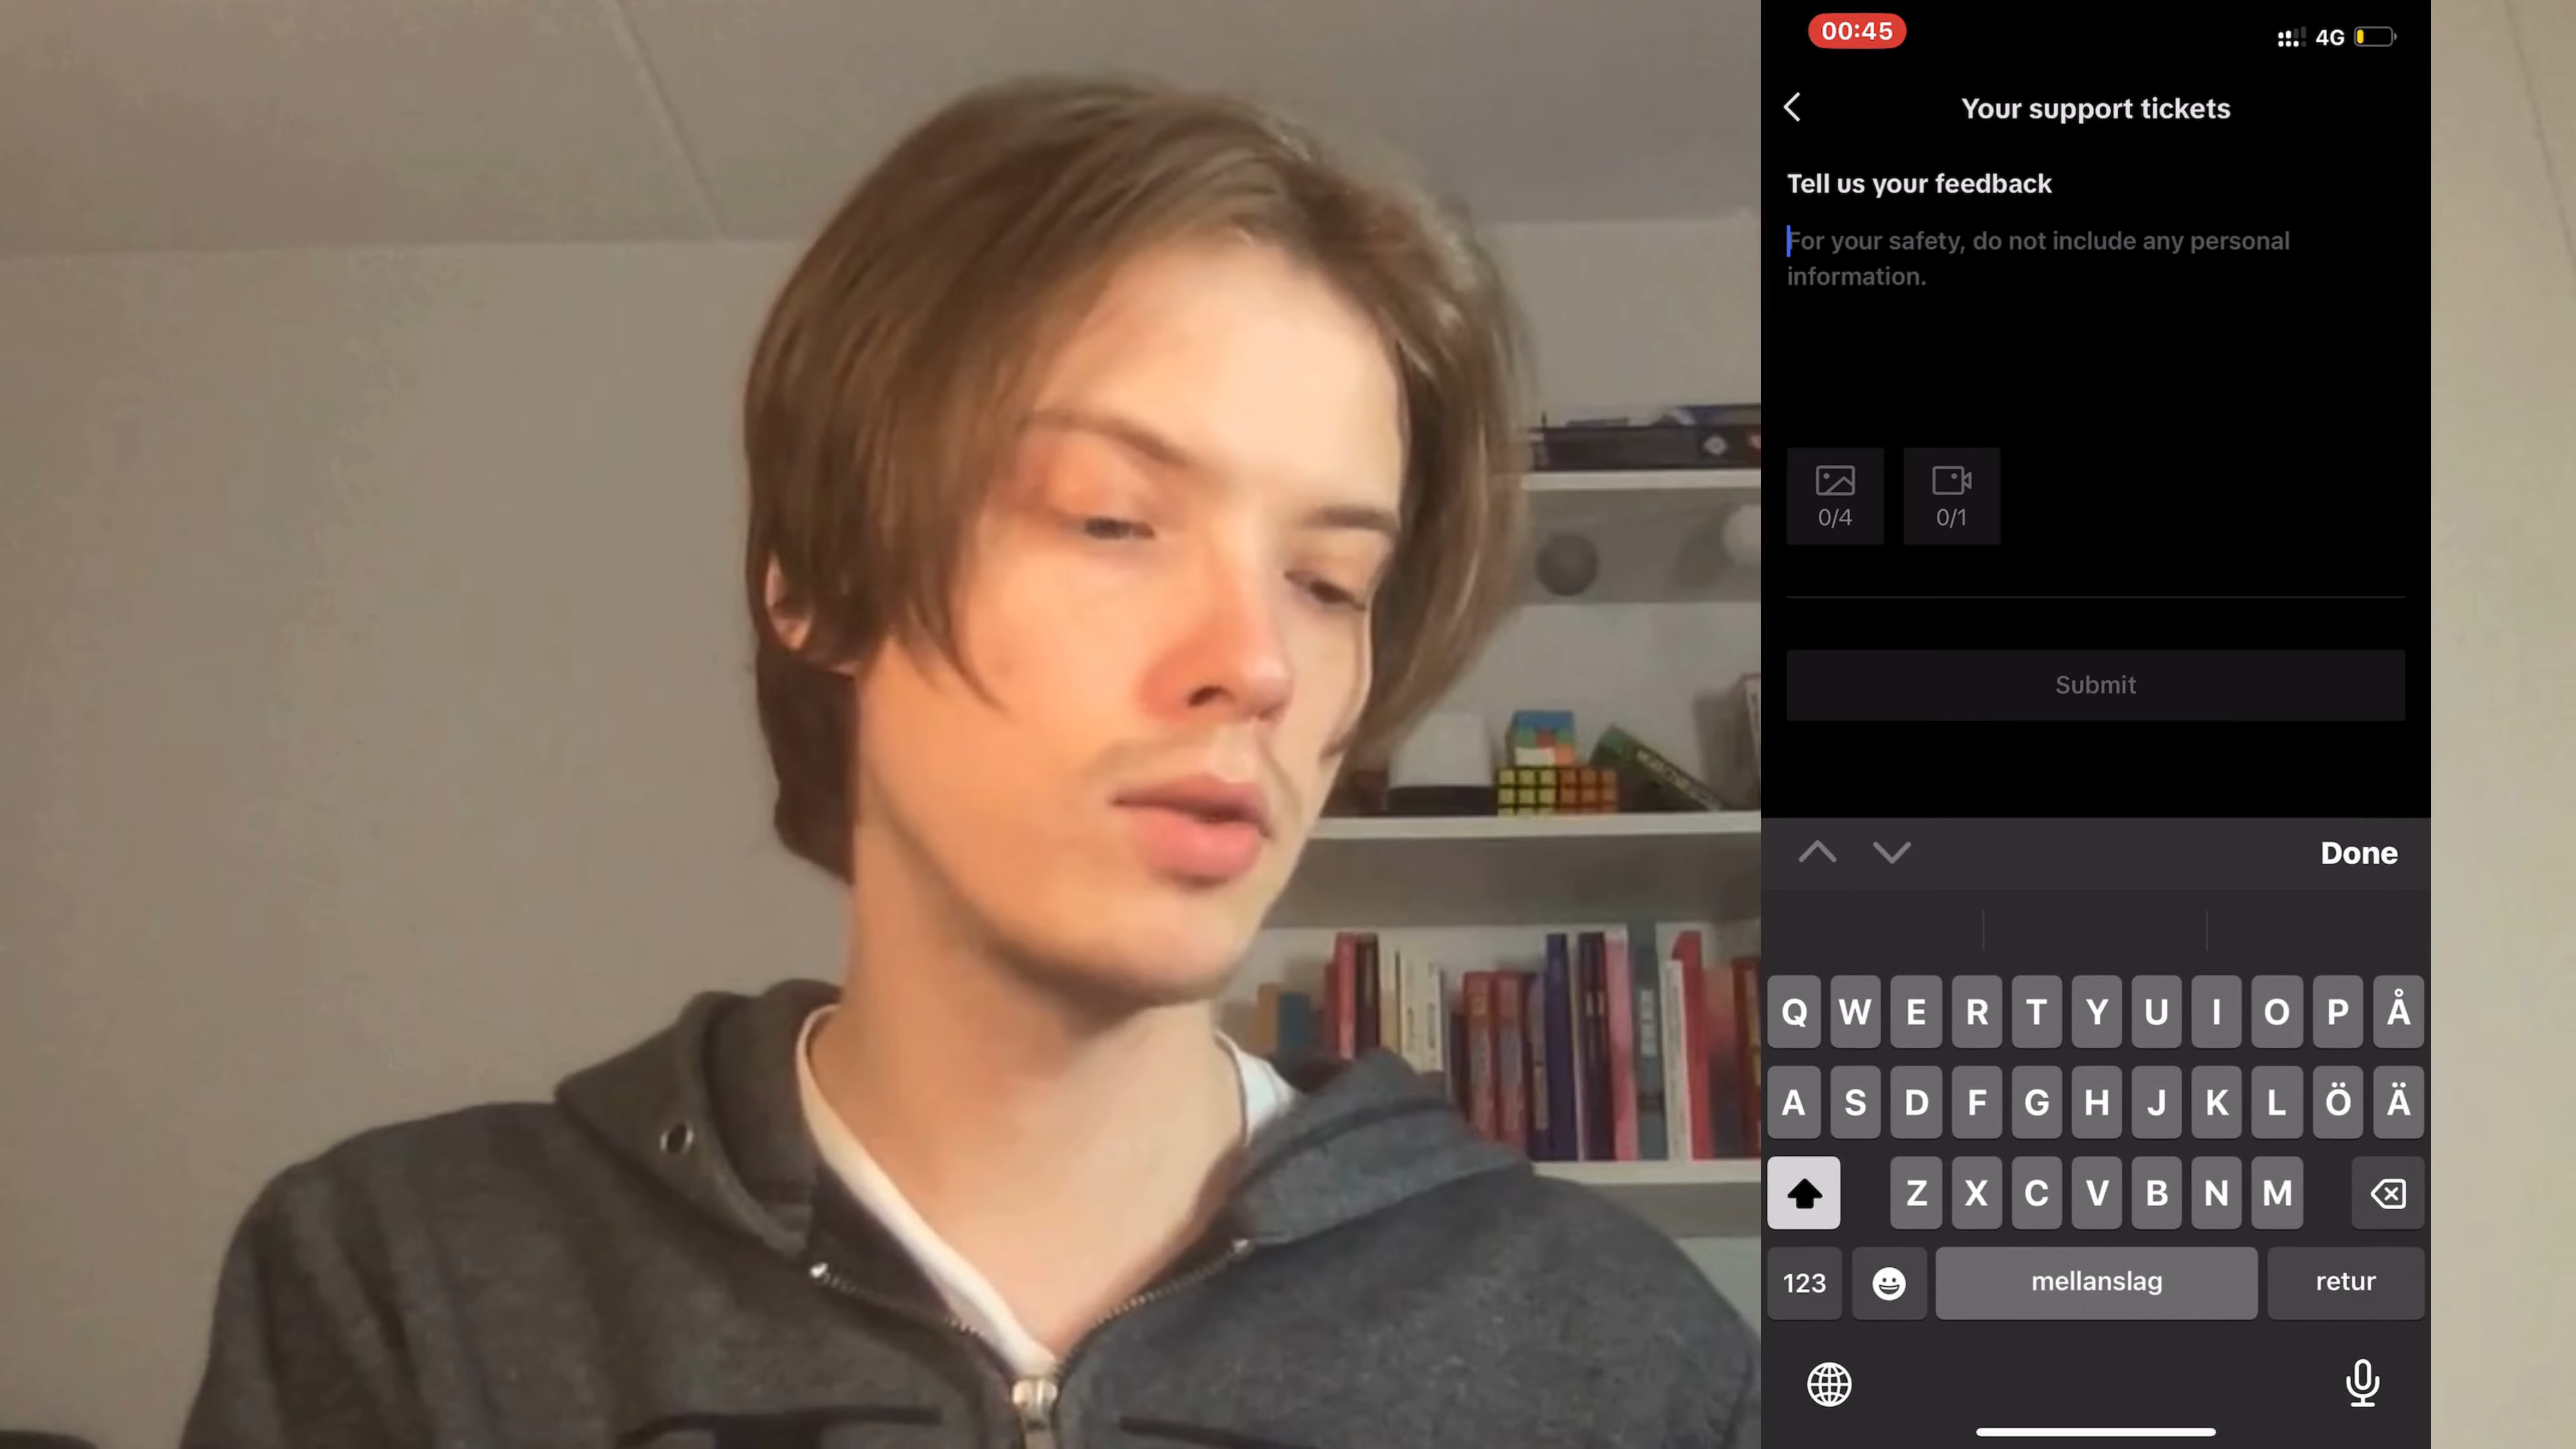 00:45
4G
Your support tickets
Tell us your feedback
For your safety, do not include any personal
information.
0/4 0/1
Submit
Done
Q W E R T Y U I O P Å
A S D F G H J K L Ö Ä
Z X C V B N M
123 mellanslag retur